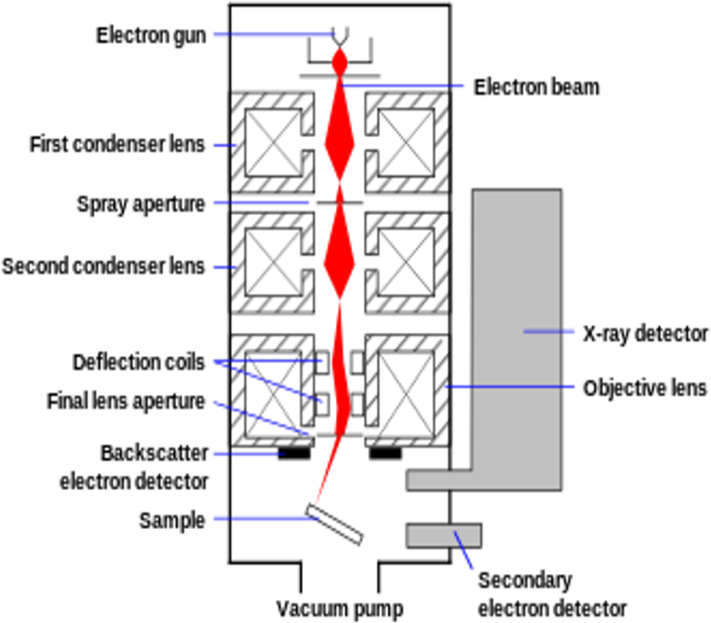 Electron gun
Electron beam
First condenser lens
Spray aperture
Second condenser lens
X-ray detector
Deflection coils
Objective lens
Final lens aperture
Backscatter
electron detector
Sample
Secondary
electron detector
Vacuum pump